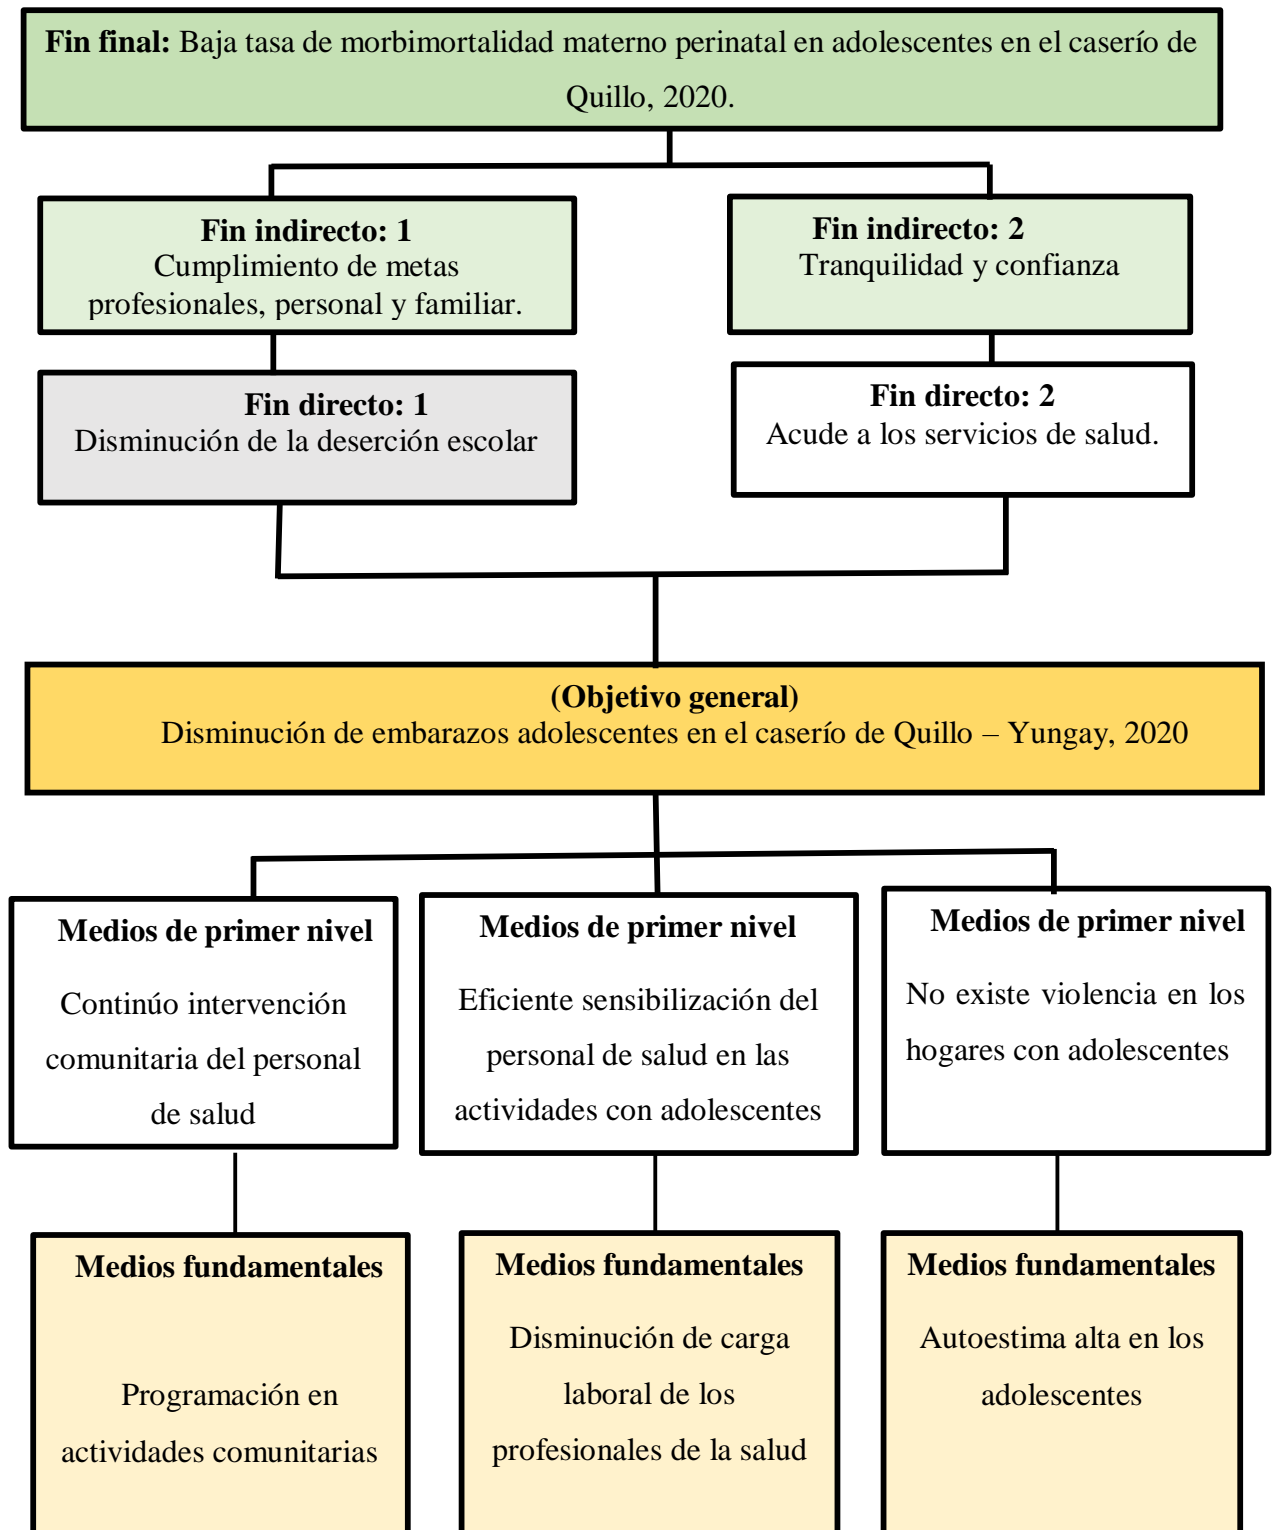 Fin final: Baja tasa de morbimortalidad materno perinatal en adolescentes en el caserío de
Quillo, 2020.
Fin indirecto: 1
Cumplimiento de metas
profesionales, personal y familiar.
Fin indirecto: 2
Tranquilidad y confianza
Fin directo: 1
Disminución de la deserción escolar
Fin directo: 2
Acude a los servicios de salud.
(Objetivo general)
Disminución de embarazos adolescentes en el caserío de Quillo – Yungay, 2020
Medios de primer nivel
Continúo intervención
comunitaria del personal
de salud
Medios de primer nivel
Eficiente sensibilización del
personal de salud en las
actividades con adolescentes
Medios de primer nivel
No existe violencia en los
hogares con adolescentes
Medios fundamentales
Programación en
actividades comunitarias
Medios fundamentales
Disminución de carga
laboral de los
profesionales de la salud
Medios fundamentales
Autoestima alta en los
adolescentes